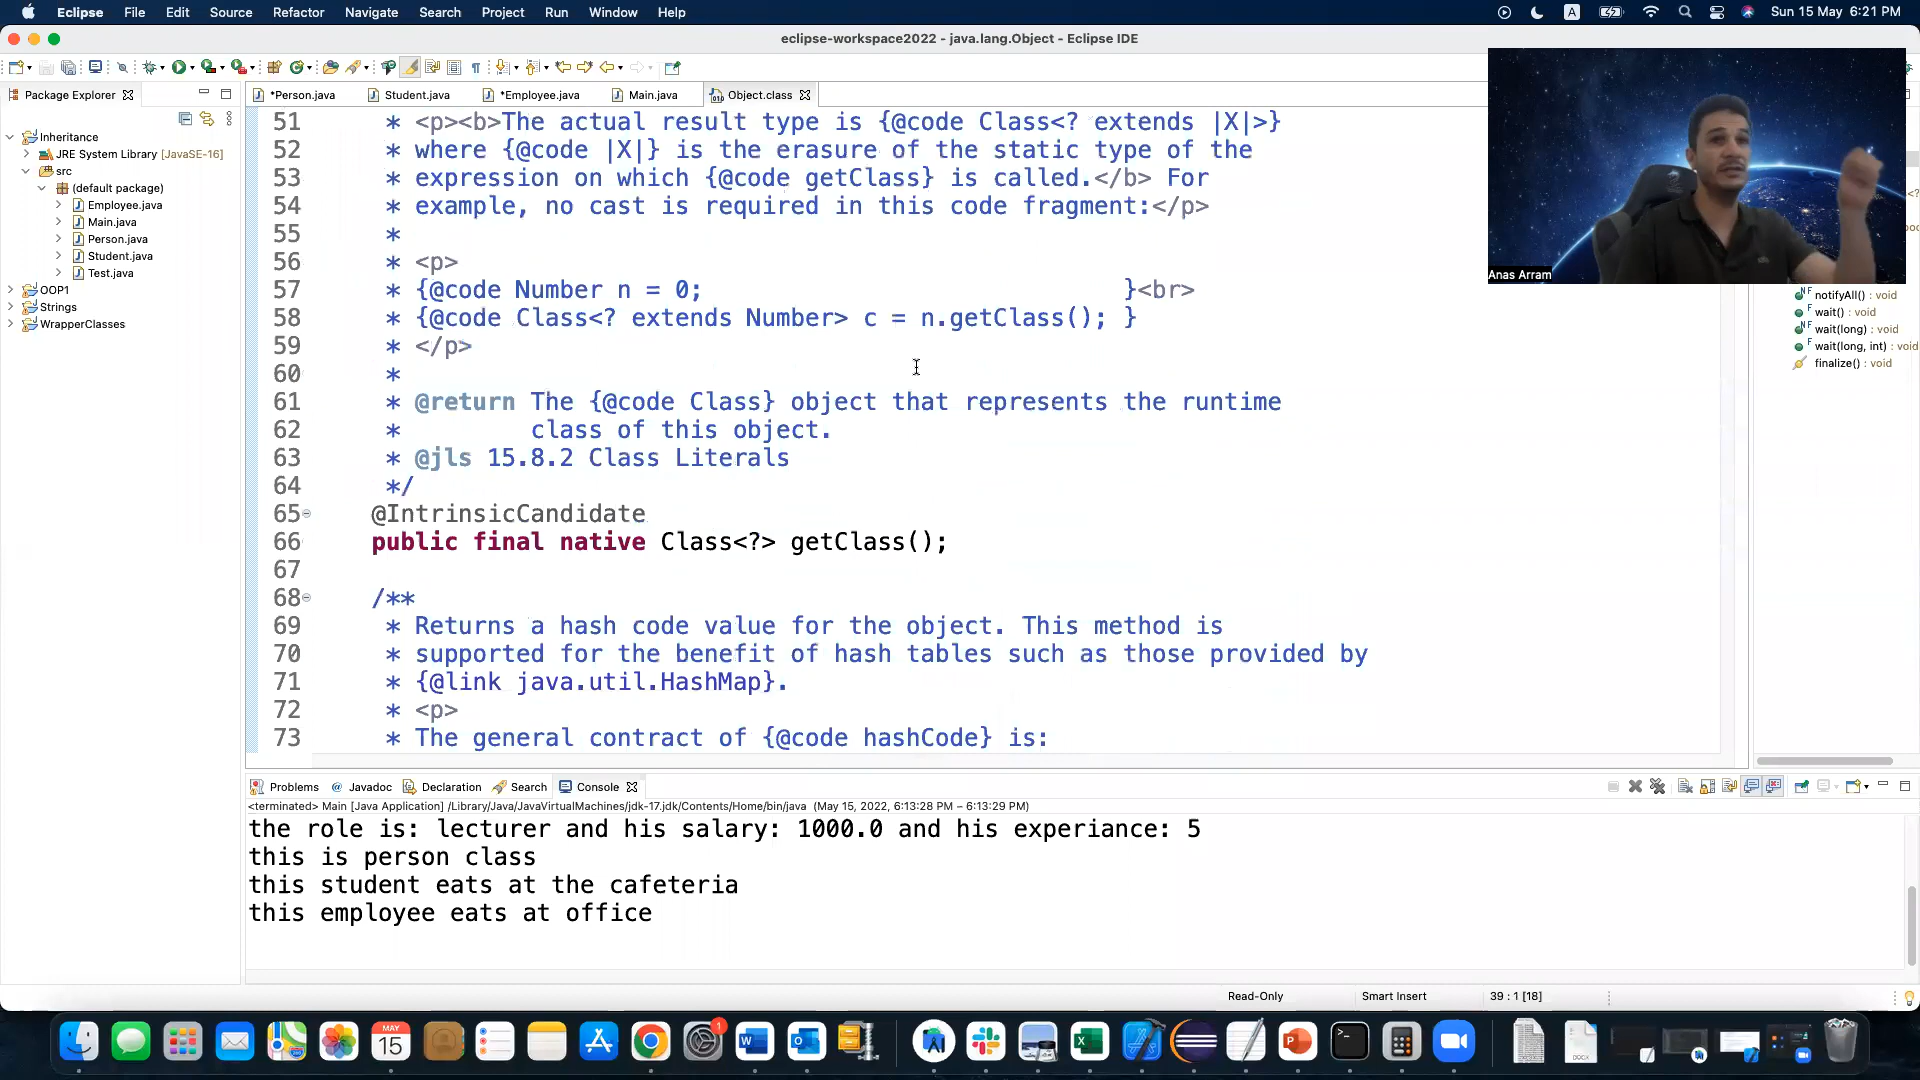 Eclipse File Edit Source Refactor Navigate Search Project Run Window Help A Sun 15 May 6:21 PM
eclipse-workspace2022 - java.lang.Object - Eclipse IDE
Package Explorer
*Person.java Student.java *Employee.java Main.java Object.class
Inheritance
JRE System Library [JavaSE-16]
src
(default package)
Employee.java
Main.java
Person.java
Student.java
Test.java
OOP1
Strings
WrapperClasses
51 * <p><b>The actual result type is {@code Class<? extends |X|>}
52 * where {@code |X|} is the erasure of the static type of the
53 * expression on which {@code getClass} is called.</b> For
54 * example, no cast is required in this code fragment:</p>
55 *
56 * <p>
57 * {@code Number n = 0; }<br>
58 * {@code Class<? extends Number> c = n.getClass(); }
59 * </p>
60 *
61 * @return The {@code Class} object that represents the runtime
62 * class of this object.
63 * @jls 15.8.2 Class Literals
64 */
65 @IntrinsicCandidate
66 public final native Class<?> getClass();
67
68 /**
69 * Returns a hash code value for the object. This method is
70 * supported for the benefit of hash tables such as those provided by
71 * {@link java.util.HashMap}.
72 * <p>
73 * The general contract of {@code hashCode} is:
Anas Arram
notifyAll() : void
wait() : void
wait(long) : void
wait(long, int) : void
finalize() : void
Problems Javadoc Declaration Search Console
<terminated> Main [Java Application] /Library/Java/JavaVirtualMachines/jdk-17.jdk/Contents/Home/bin/java (May 15, 2022, 6:13:28 PM – 6:13:29 PM)
the role is: lecturer and his salary: 1000.0 and his experiance: 5
this is person class
this student eats at the cafeteria
this employee eats at office
Read-Only Smart Insert 39 : 1 [18]
MAY
15
1
DOCX